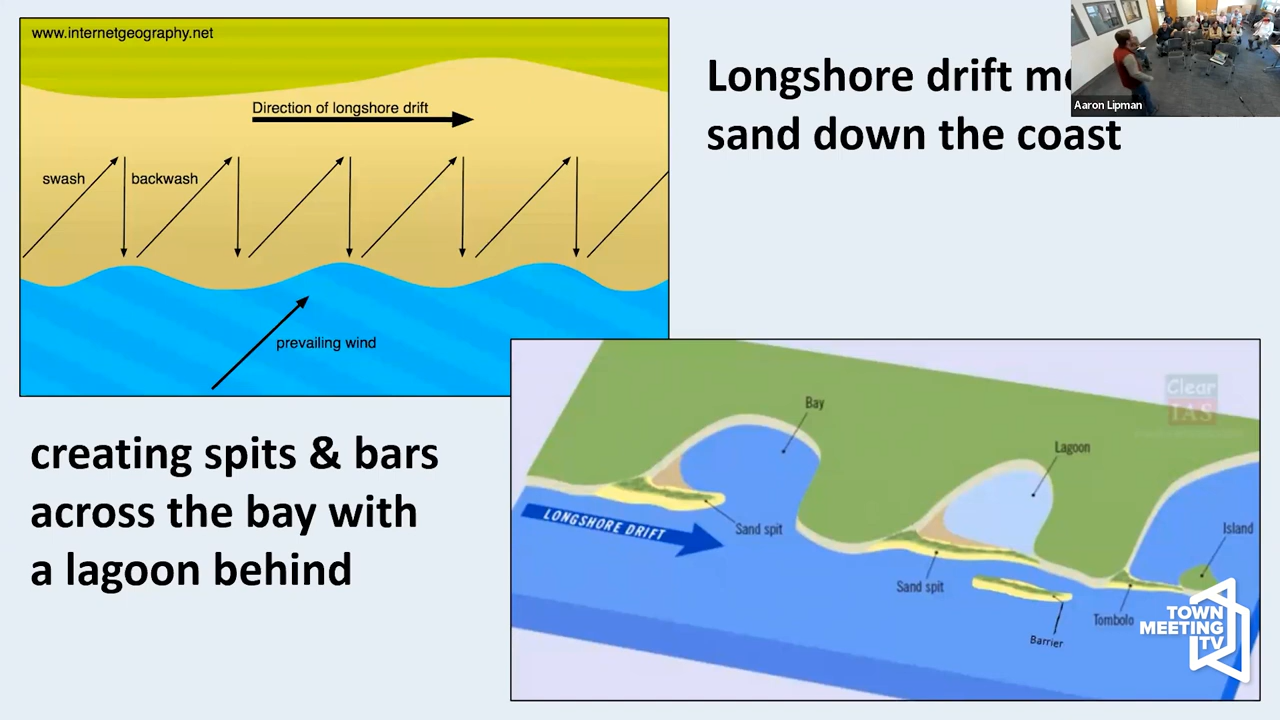 www.internetgeography.net
Direction of longshore drift
swash
backwash
prevailing wind
Longshore drift
sand down the coast
Aaron Lipman
creating spits & bars
across the bay with
a lagoon behind
Clear
IAS
Bay
Lagoon
LONGSHORE DRIFT
Sand spit
Island
Sand spit
Tombolo
Barrier
TOWN
MEETING
TV